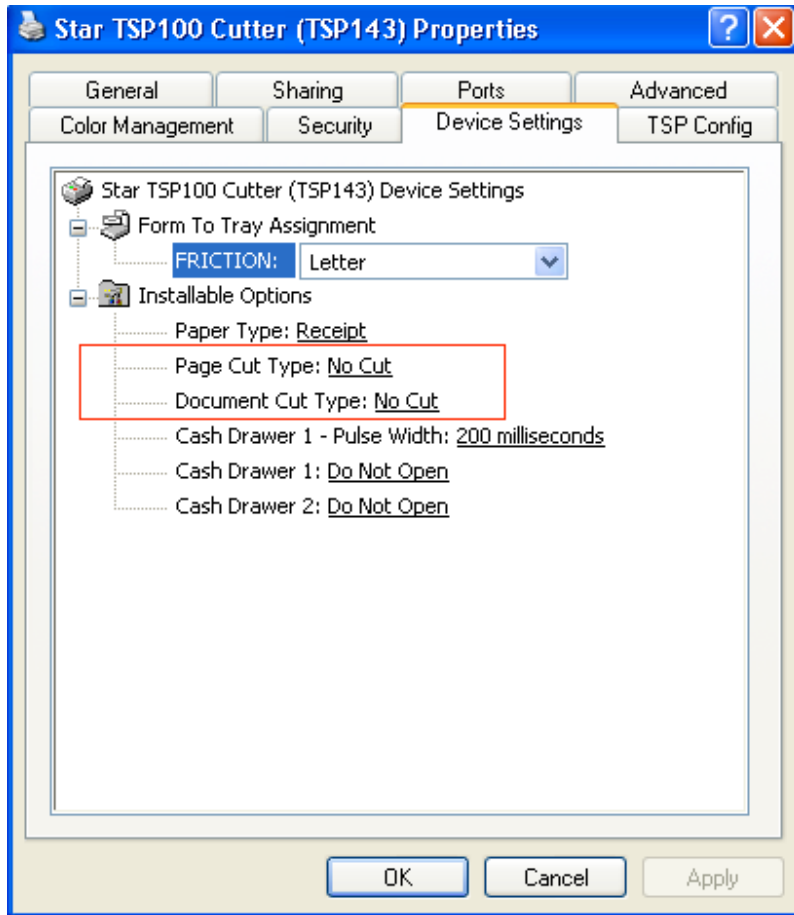 Star TSP100 Cutter (TSP143) Properties
General Sharing Ports Advanced
Color Management Security Device Settings TSP Config
Star TSP100 Cutter (TSP143) Device Settings
Form To Tray Assignment
FRICTION: Letter
Installable Options
Paper Type: Receipt
Page Cut Type: No Cut
Document Cut Type: No Cut
Cash Drawer 1 - Pulse Width: 200 milliseconds
Cash Drawer 1: Do Not Open
Cash Drawer 2: Do Not Open
OK Cancel Apply